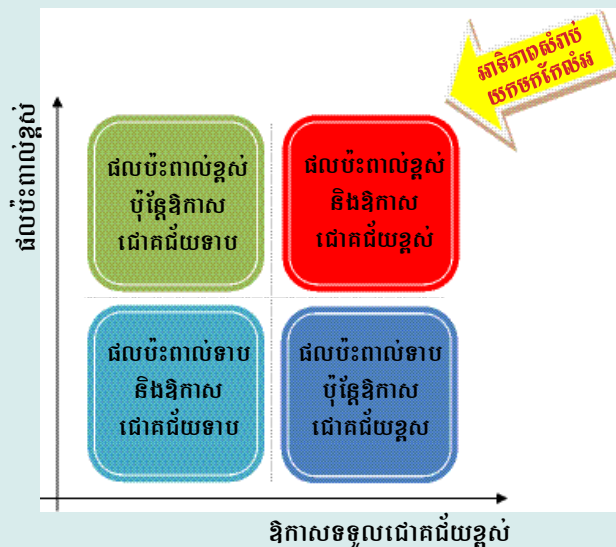 អាទិភាពសំរាប់
យកមកកែលំអ
ផលប៉ះពាល់ខ្ពស់
ផលប៉ះពាល់ខ្ពស់
ប៉ុន្តែឱកាស
ជោគជ័យទាប
ផលប៉ះពាល់ខ្ពស់
និងឱកាស
ជោគជ័យខ្ពស់
ផលប៉ះពាល់ទាប
និងឱកាស
ជោគជ័យទាប
ផលប៉ះពាល់ទាប
ប៉ុន្តែឱកាស
ជោគជ័យខ្ពស
ឱកាសទទួលជោគជ័យខ្ពស់